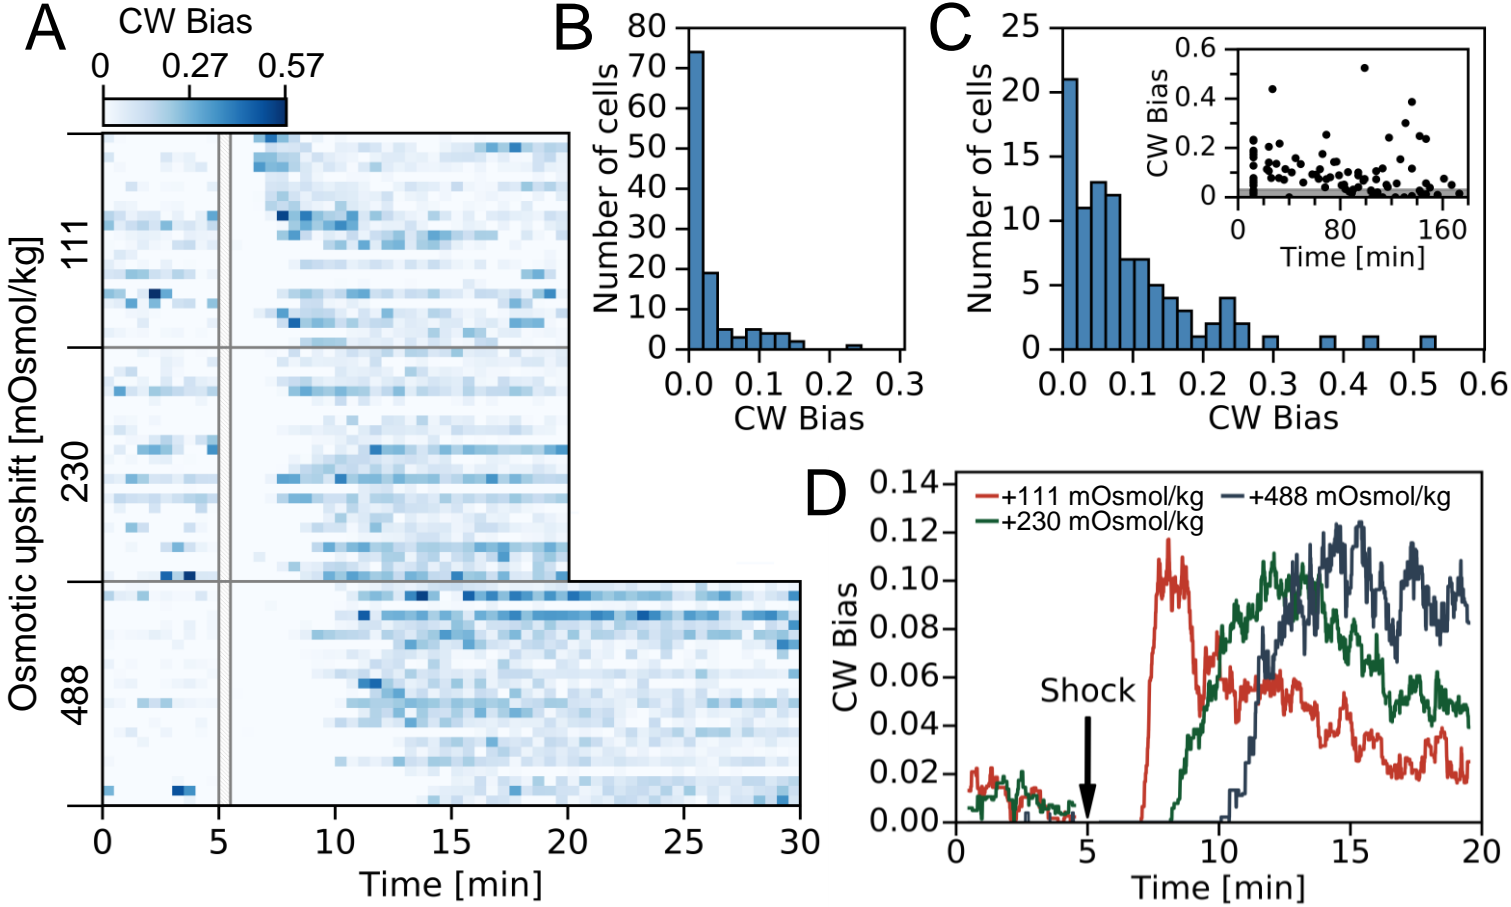 A
CW Bias
0 0.27 0.57
Osmotic upshift [mOsmol/kg]
111
230
488
0 5 10 15 20 25 30
Time [min]
B
Number of cells
80
70
60
50
40
30
20
10
0
0.0 0.1 0.2 0.3
CW Bias
C
Number of cells
25
20
15
10
5
0
0.0 0.1 0.2 0.3 0.4 0.5 0.6
CW Bias
CW Bias
0.6
0.4
0.2
0
0 80 160
Time [min]
D
CW Bias
0.14
0.12
0.10
0.08
0.06
0.04
0.02
0.00
+111 mOsmol/kg
+230 mOsmol/kg
+488 mOsmol/kg
Shock
0 5 10 15 20
Time [min]